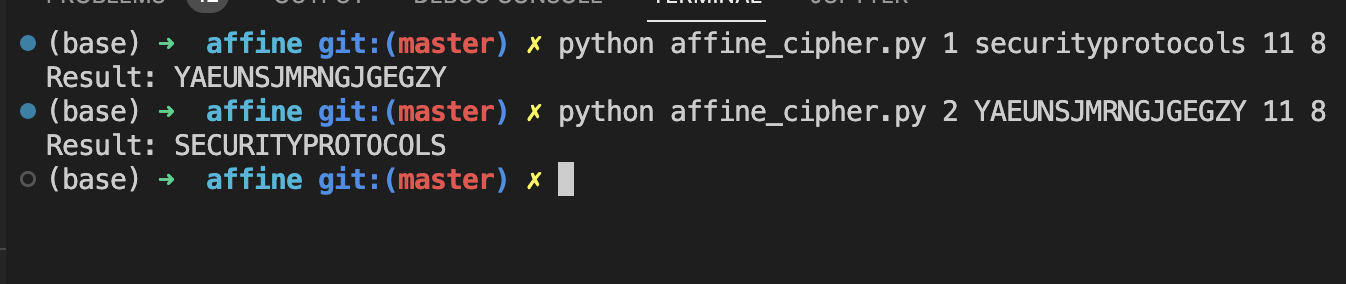 PROBLEMS 12 OUTPUT DEBUG CONSOLE TERMINAL JUPYTER
(base) ➜ affine git:(master) ✗ python affine_cipher.py 1 securityprotocols 11 8
Result: YAEUNSJMRNGJGEGZY
(base) ➜ affine git:(master) ✗ python affine_cipher.py 2 YAEUNSJMRNGJGEGZY 11 8
Result: SECURITYPROTOCOLS
(base) ➜ affine git:(master) ✗